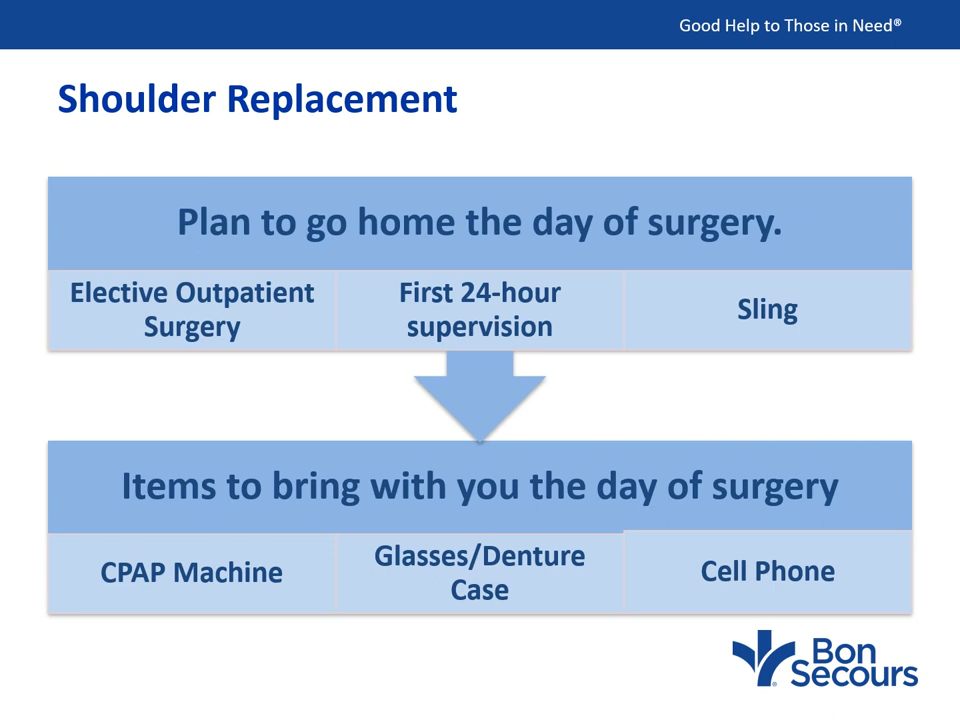 Good Help to Those in Need®
Shoulder Replacement
Plan to go home the day of surgery.
Elective Outpatient
Surgery
First 24-hour
supervision
Sling
Items to bring with you the day of surgery
CPAP Machine
Glasses/Denture
Case
Cell Phone
Bon
Secours